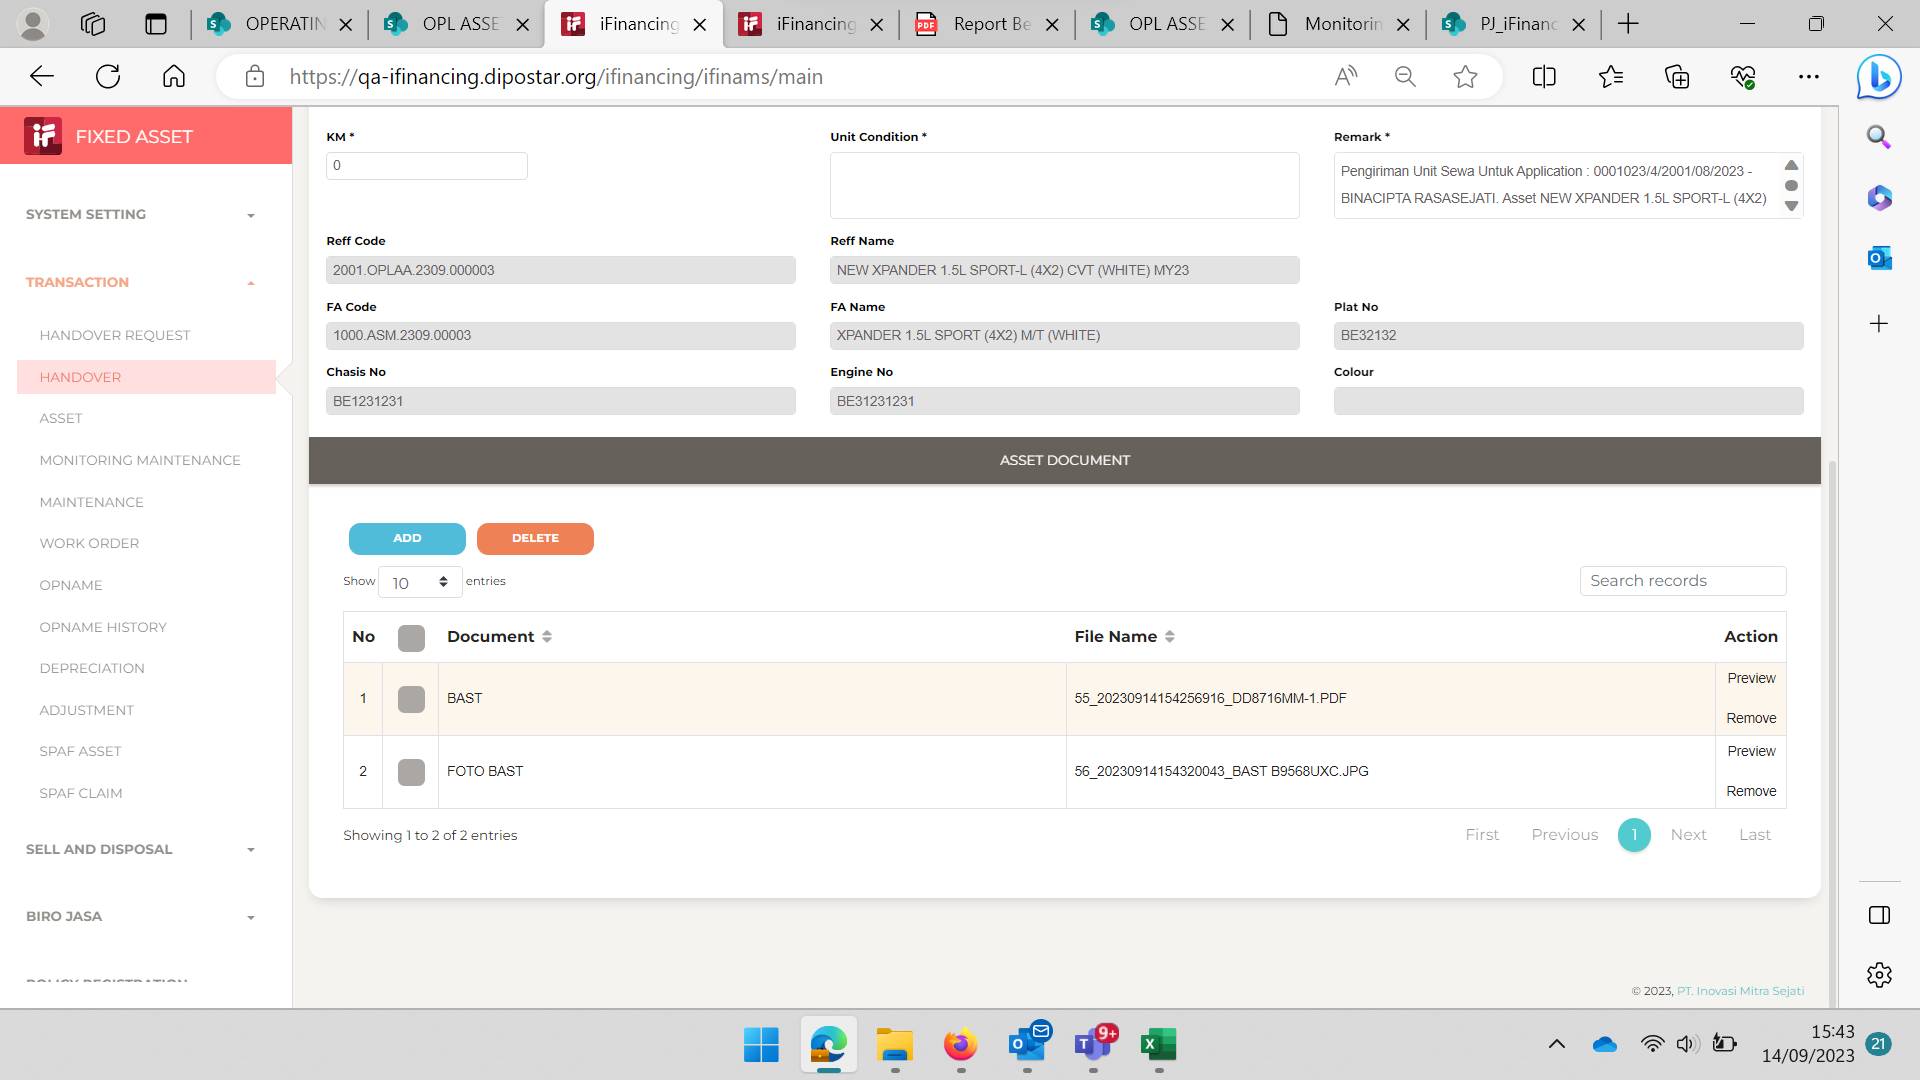 OPERATIN
OPL ASSE
iFinancing
iFinancing
Report Be
OPL ASSE
Monitorin
PJ_iFinanc
https://qa-ifinancing.dipostar.org/ifinancing/ifinams/main
FIXED ASSET
SYSTEM SETTING
TRANSACTION
HANDOVER REQUEST
HANDOVER
ASSET
MONITORING MAINTENANCE
MAINTENANCE
WORK ORDER
OPNAME
OPNAME HISTORY
DEPRECIATION
ADJUSTMENT
SPAF ASSET
SPAF CLAIM
SELL AND DISPOSAL
BIRO JASA
POLICY REGISTRATION
KM *
Unit Condition *
Remark *
0
Pengiriman Unit Sewa Untuk Application : 0001023/4/2001/08/2023 -
BINACIPTA RASASEJATI. Asset NEW XPANDER 1.5L SPORT-L (4X2)
Reff Code
Reff Name
2001.OPLAA.2309.000003
NEW XPANDER 1.5L SPORT-L (4X2) CVT (WHITE) MY23
FA Code
FA Name
Plat No
1000.ASM.2309.00003
XPANDER 1.5L SPORT (4X2) M/T (WHITE)
BE32132
Chasis No
Engine No
Colour
BE1231231
BE31231231
ASSET DOCUMENT
ADD
DELETE
Show 10 entries
Search records
No Document File Name Action
1 BAST 55_20230914154256916_DD8716MM-1.PDF Preview
Remove
2 FOTO BAST 56_20230914154320043_BAST B9568UXC.JPG Preview
Remove
Showing 1 to 2 of 2 entries
First Previous 1 Next Last
© 2023, PT. Inovasi Mitra Sejati
9+
15:43
14/09/2023
21